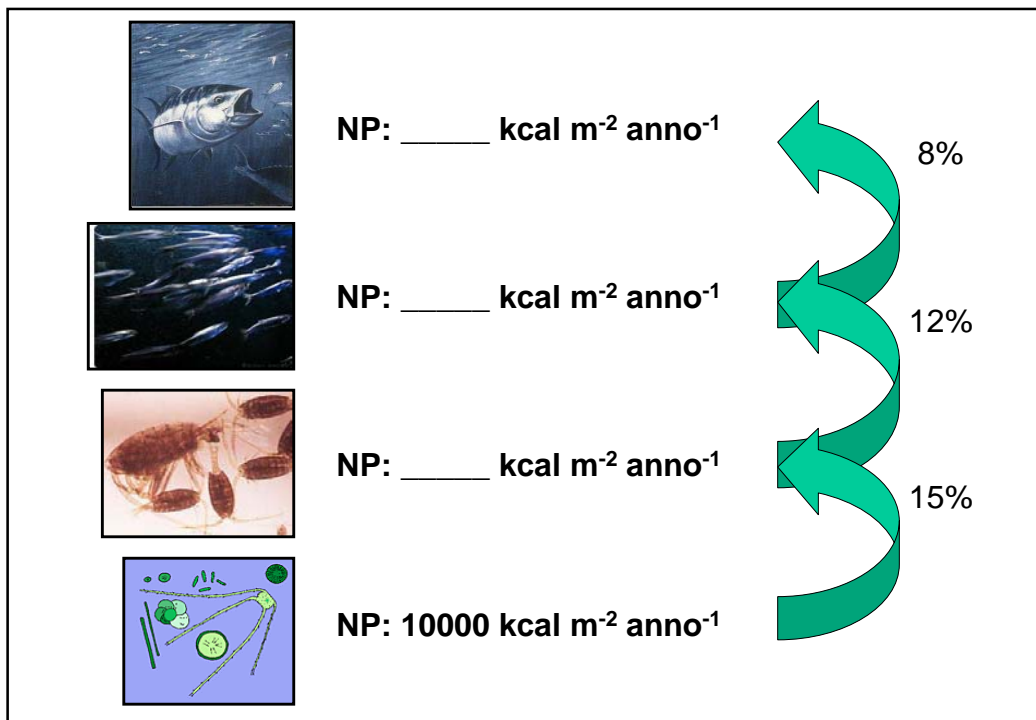 NP: _____ kcal m⁻² anno⁻¹
8%
NP: _____ kcal m⁻² anno⁻¹
12%
NP: _____ kcal m⁻² anno⁻¹
15%
NP: 10000 kcal m⁻² anno⁻¹